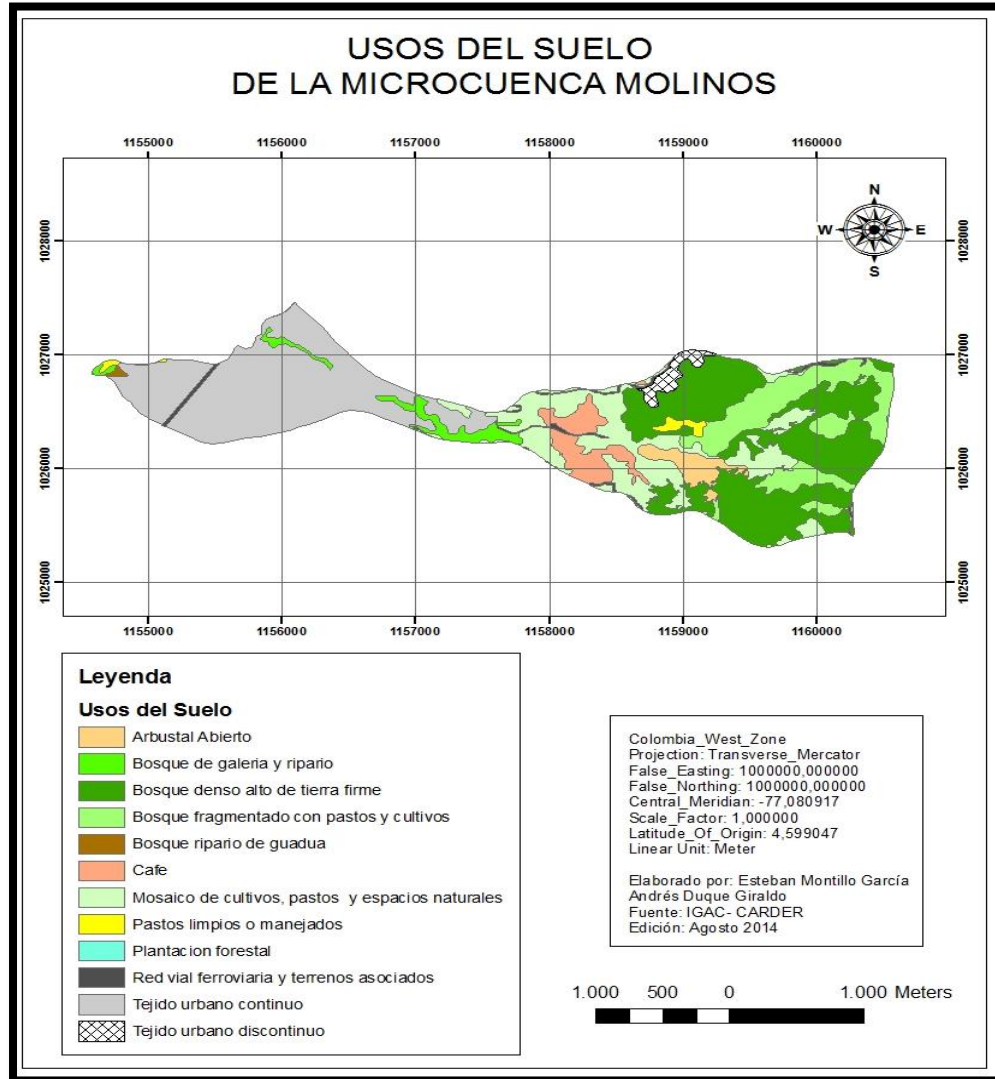 USOS DEL SUELO
DE LA MICROCUENCA MOLINOS
1155000 1156000 1157000 1158000 1159000 1160000
N
W E
S
1028000 1028000
1027000 1027000
1026000 1026000
1025000 1025000
1155000 1156000 1157000 1158000 1159000 1160000
Leyenda
Usos del Suelo
Arbustal Abierto
Bosque de galeria y ripario
Bosque denso alto de tierra firme
Bosque fragmentado con pastos y cultivos
Bosque ripario de guadua
Cafe
Mosaico de cultivos, pastos y espacios naturales
Pastos limpios o manejados
Plantacion forestal
Red vial ferroviaria y terrenos asociados
Tejido urbano continuo
Tejido urbano discontinuo
Colombia_West_Zone
Projection: Transverse_Mercator
False_Easting: 1000000,000000
False_Northing: 1000000,000000
Central_Meridian: -77,080917
Scale_Factor: 1,000000
Latitude_Of_Origin: 4,599047
Linear Unit: Meter
Elaborado por: Esteban Montillo García
Andrés Duque Giraldo
Fuente: IGAC- CARDER
Edición: Agosto 2014
1.000 500 0 1.000 Meters